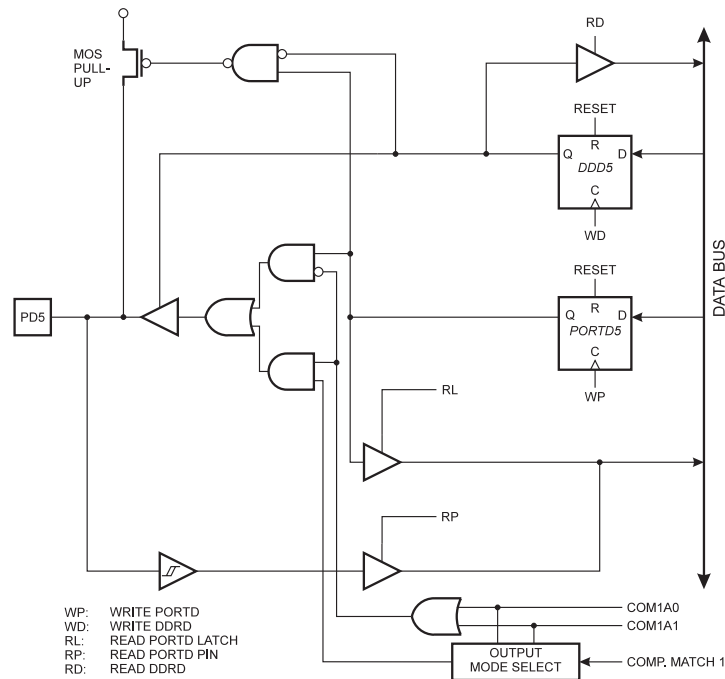 RD
MOS
PULL-
UP
RESET
R
Q
D
DDD5
C
WD
RESET
R
Q
D
PORTD5
C
WP
PD5
DATA BUS
RL
RP
WP: WRITE PORTD
WD: WRITE DDRD
RL: READ PORTD LATCH
RP: READ PORTD PIN
RD: READ DDRD
COM1A0
COM1A1
OUTPUT
MODE SELECT
COMP. MATCH 1